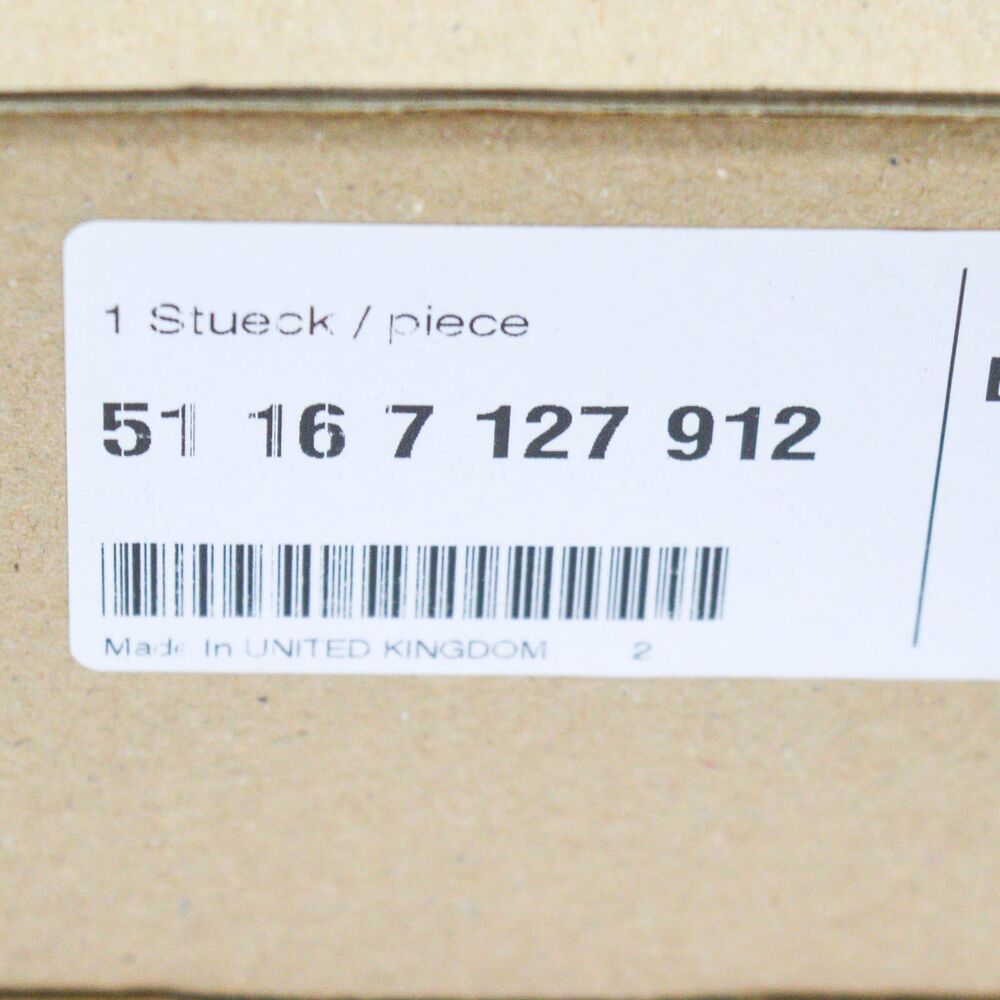 1 Stueck / piece
51 16 7 127 912
Made In UNITED KINGDOM 2